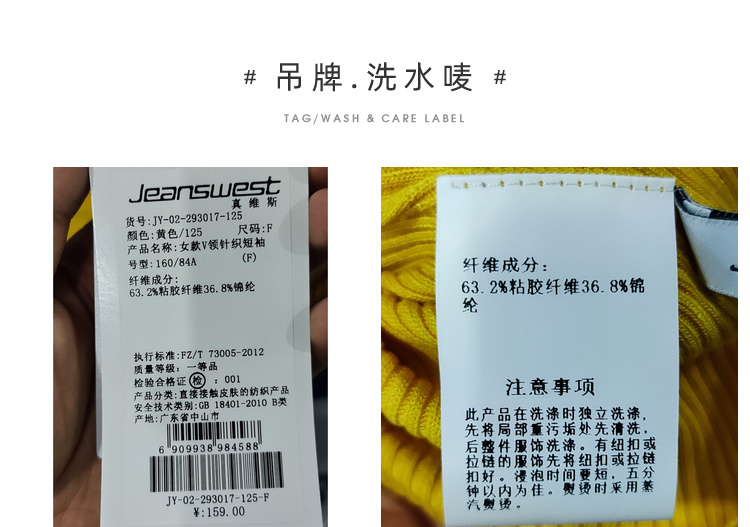 # 吊牌.洗水唛 #
TAG/WASH & CARE LABEL
Jeanswest
真维斯
货号:JY-02-293017-125
颜色:黄色/125 尺码:F
产品名称:女款V领针织短袖
号型:160/84A (F)
纤维成分:
63.2%粘胶纤维36.8%锦纶
执行标准:FZ/T 73005-2012
质量等级: 一等品
检验合格证 检 : 001
产品分类:直接接触皮肤的纺织产品
安全技术类别:GB 18401-2010 B类
产地:广东省中山市
6 909938 984588
JY-02-293017-125-F
¥:159.00
纤维成分:
63.2%粘胶纤维36.8%锦
纶
注意事项
此产品在洗涤时独立洗涤,
先将局部重污垢处先清洗,
后整件服饰洗涤。有纽扣或
拉链的服饰先将纽扣或拉链
扣好。浸泡时间要短,五分
钟以内为佳。熨烫时采用蒸
汽熨烫。